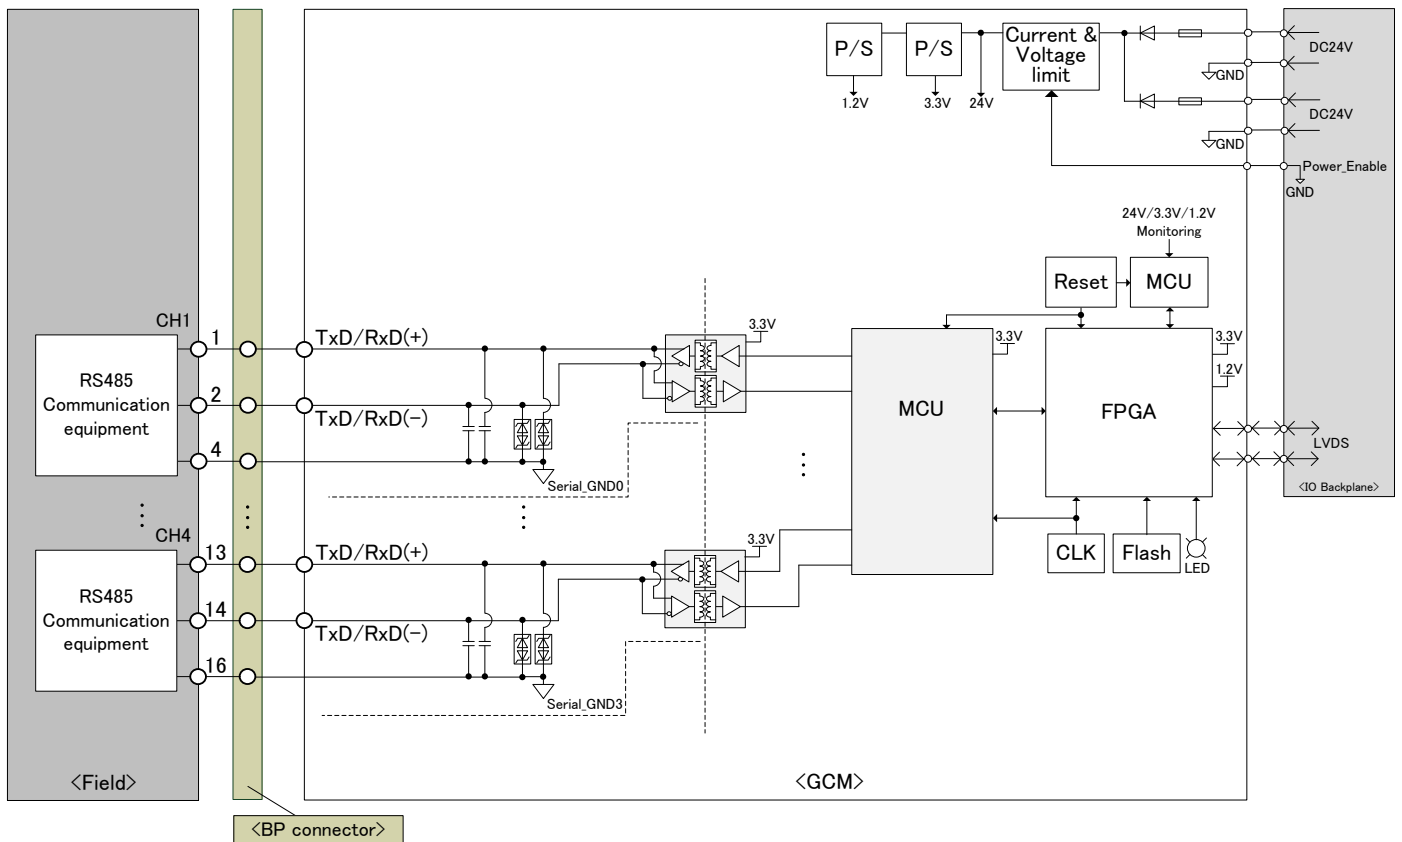 P/S
P/S
Current &
Voltage
limit
1.2V
3.3V
24V
DC24V
GND
DC24V
GND
Power_Enable
GND
24V/3.3V/1.2V
Monitoring
Reset
MCU
CH1
1
TxD/RxD(+)
3.3V
3.3V
3.3V
1.2V
RS485
Communication
equipment
2
TxD/RxD(-)
MCU
FPGA
4
LVDS
Serial_GND0
<IO Backplane>
CH4
13
TxD/RxD(+)
3.3V
CLK
Flash
LED
RS485
Communication
equipment
14
TxD/RxD(-)
16
Serial_GND3
<Field>
<GCM>
<BP connector>